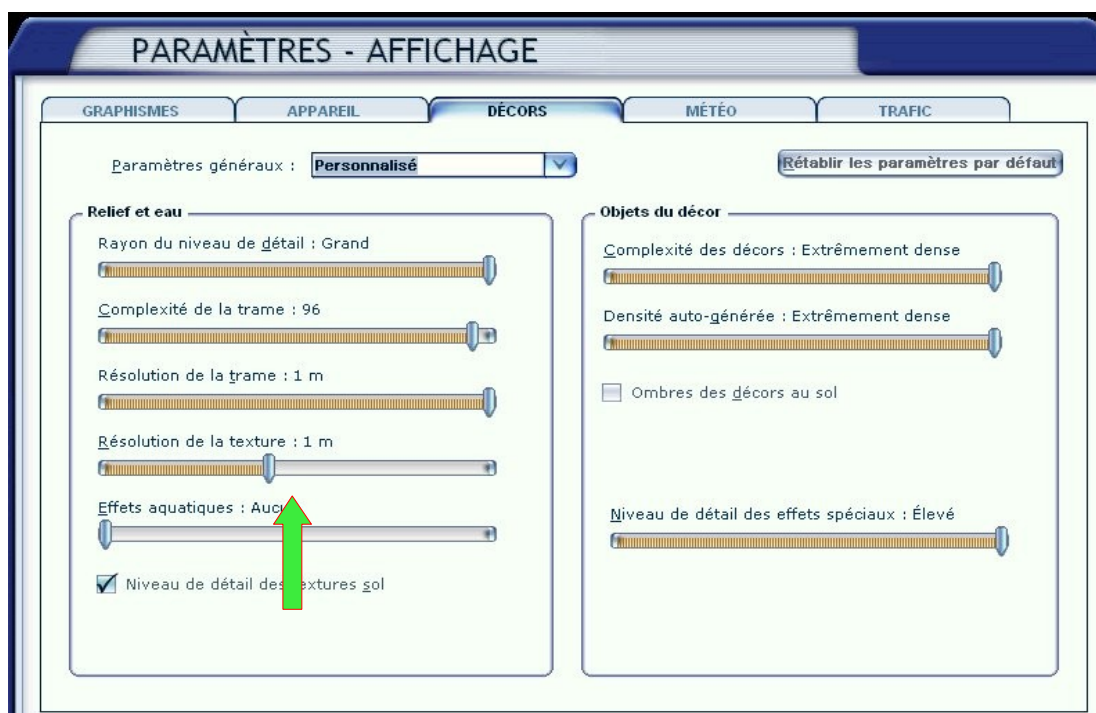 PARAMÈTRES - AFFICHAGE
GRAPHISMES APPAREIL DÉCORS MÉTÉO TRAFIC
Paramètres généraux : Personnalisé
Rétablir les paramètres par défaut
Relief et eau
Rayon du niveau de détail : Grand
Complexité de la trame : 96
Résolution de la trame : 1 m
Résolution de la texture : 1 m
Effets aquatiques :
Niveau de détail des textures sol
Objets du décor
Complexité des décors : Extrêmement dense
Densité auto-générée : Extrêmement dense
Ombres des décors au sol
Niveau de détail des effets spéciaux : Élevé